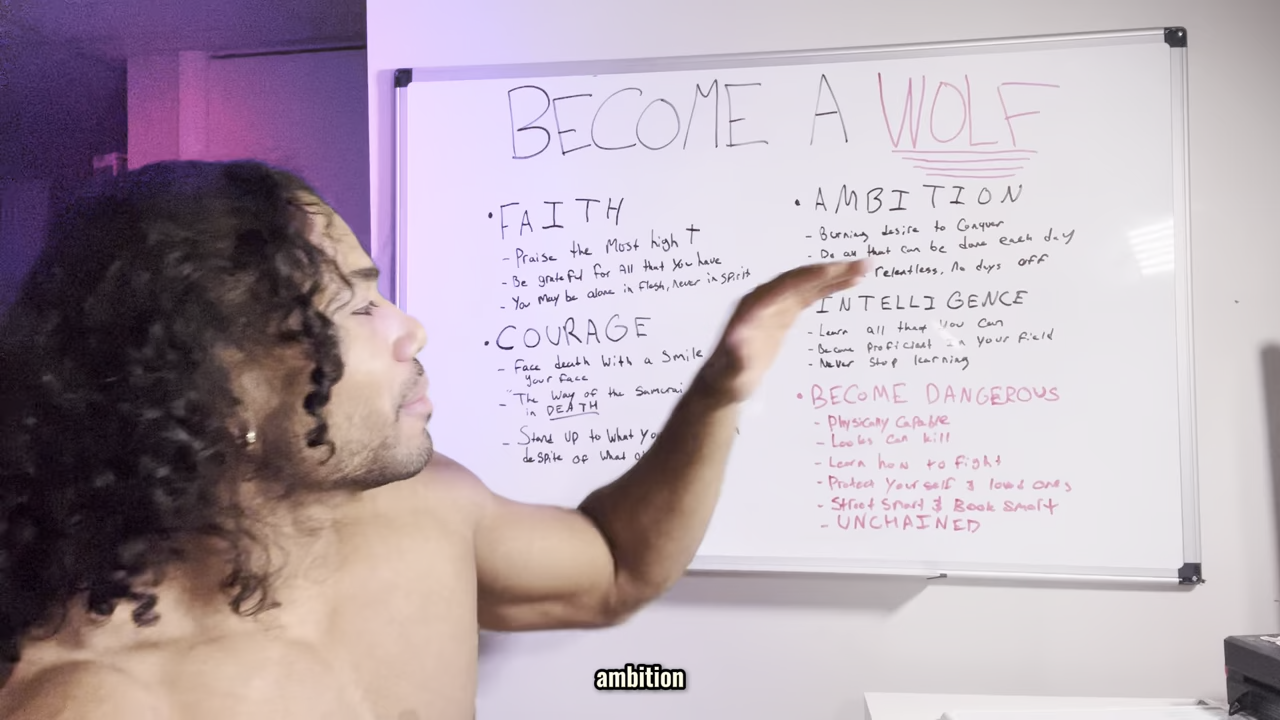 BECOME A WOLF
• FAITH
- Praise the Most high †
- Be grateful for all that you have
- You may be alone in flesh, never in spirit
• COURAGE
- Face death with a smile
your face
- "The Way of the Samurai
in DEATH
- Stand up to what yo
despite of what
• AMBITION
- Burning desire to Conquer
- Do all that can be done each day
relentless, No days off
INTELLIGENCE
- Learn all that you can
- Become proficient in your field
- Never stop learning
• BECOME DANGEROUS
- Physically Capable
- Looks can kill
- Learn how to fight
- Protect yourself & loved ones
- Street Smart & Book Smart
- UNCHAINED
ambition